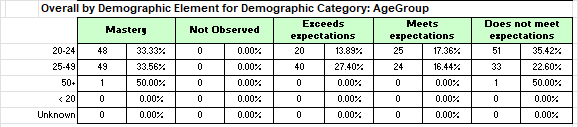 Overall by Demographic Element for Demographic Category: AgeGroup
Mastery Not Observed Exceeds expectations Meets expectations Does not meet expectations
20-24 48 33.33% 0 0.00% 20 13.89% 25 17.36% 51 35.42%
25-49 49 33.56% 0 0.00% 40 27.40% 24 16.44% 33 22.60%
50+ 1 50.00% 0 0.00% 0 0.00% 0 0.00% 1 50.00%
< 20 0 0.00% 0 0.00% 0 0.00% 0 0.00% 0 0.00%
Unknown 0 0.00% 0 0.00% 0 0.00% 0 0.00% 0 0.00%